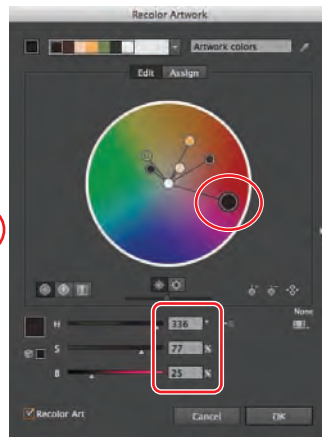 Recolor Artwork
Artwork colors
Edit Assign
None
H 336 °
S 77 %
B 25 %
Recolor Art Cancel OK